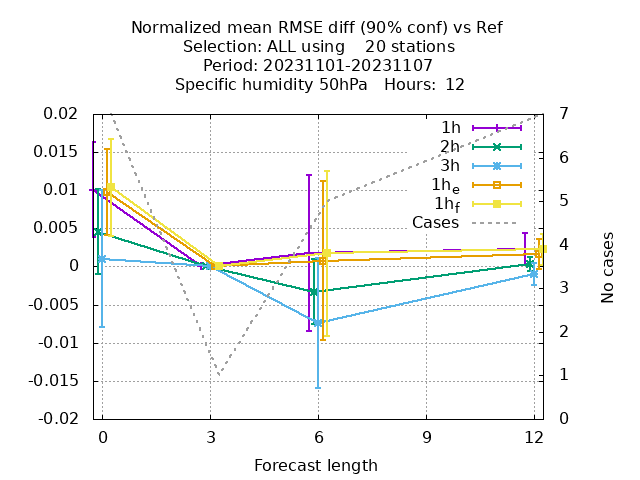 Normalized mean RMSE diff (90% conf) vs Ref
Selection: ALL using    20 stations
Period: 20231101-20231107
Specific humidity 50hPa   Hours:  12
0.02
0.015
0.01
0.005
0
-0.005
-0.01
-0.015
-0.02
1h
2h
3h
1he
1hf
Cases
7
6
5
4
3
2
1
0
No cases
0
3
6
9
12
Forecast length